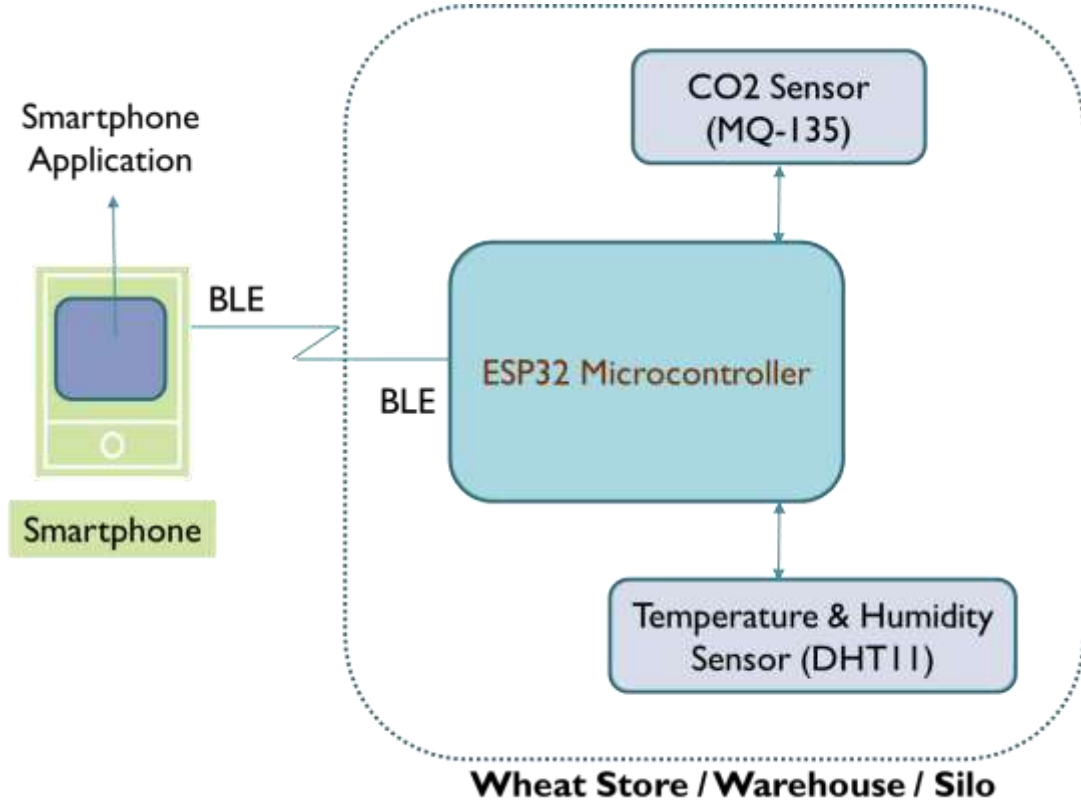 Smartphone
Application
BLE
Smartphone
CO2 Sensor
(MQ-135)
ESP32 Microcontroller
BLE
Temperature & Humidity
Sensor (DHT11)
Wheat Store / Warehouse / Silo